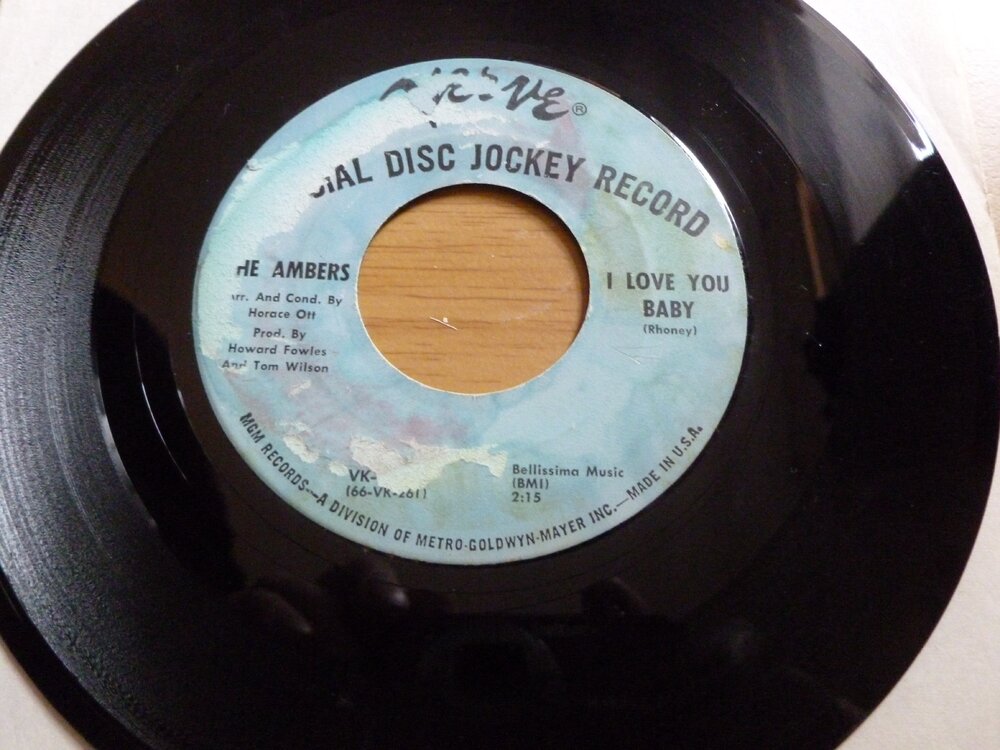 ®
DISC JOCKEY RECORD
HE AMBERS
rr. And Cond. By
Horace Ott
Prod. By
Howard Fowles
And Tom Wilson
I LOVE YOU
BABY
(Rhoney)
VK-
(66-VK-261)
Bellissima Music
(BMI)
2:15
MGM RECORDS—A DIVISION OF METRO-GOLDWYN-MAYER INC.—MADE IN U.S.A.